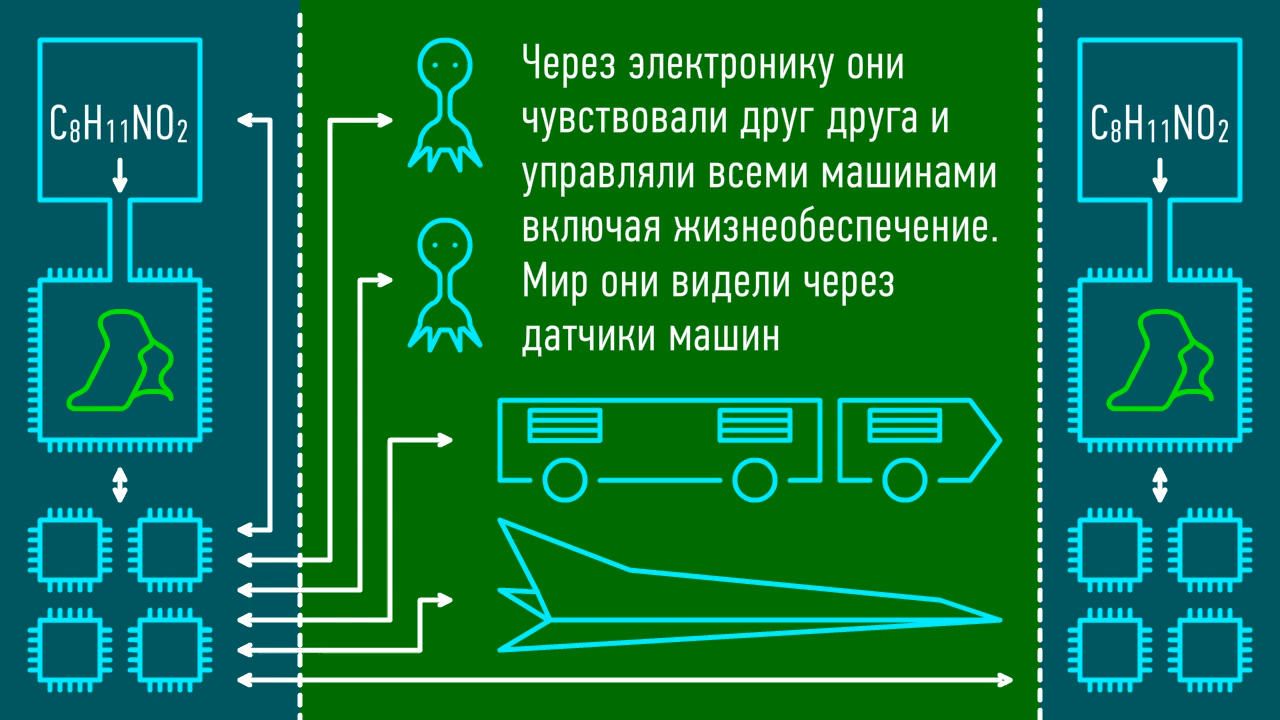 C₈H₁₁NO₂
Через электронику они
чувствовали друг друга и
управляли всеми машинами
включая жизнеобеспечение.
Мир они видели через
датчики машин
C₈H₁₁NO₂